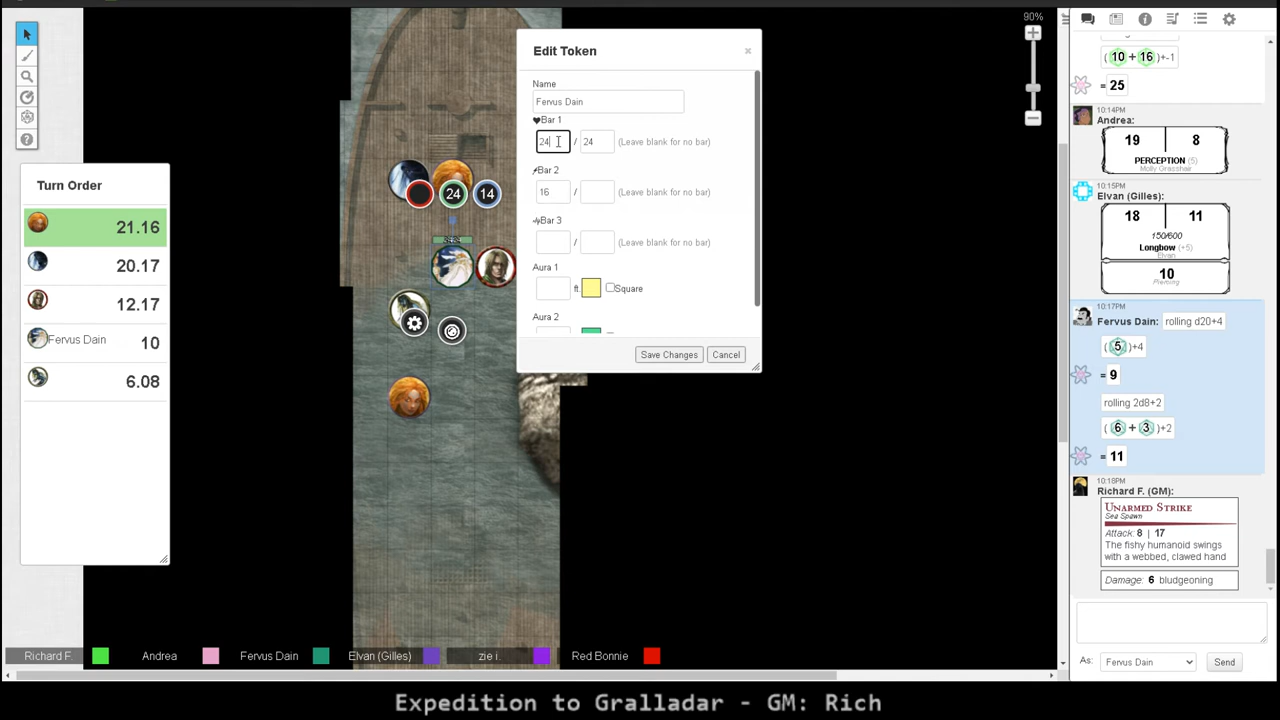 Turn Order
21.16
20.17
12.17
Fervus Dain 10
6.08
24 14
Edit Token
×
Name
Fervus Dain
Bar 1
24 / 24 (Leave blank for no bar)
Bar 2
16 / (Leave blank for no bar)
Bar 3
/ (Leave blank for no bar)
Aura 1
ft. Square
Aura 2
Save Changes Cancel
90%
(10+16)+-1
= 25
10:14PM
Andrea:
19 8
PERCEPTION (5)
Molly Grasshair
10:15PM
Elvan (Gilles):
18 11
150/600
Longbow (+5)
Elvan
10
Piercing
10:17PM
Fervus Dain: rolling d20+4
(5)+4
= 9
rolling 2d8+2
(6+3)+2
= 11
10:18PM
Richard F. (GM):
Unarmed Strike
Sea Spawn
Attack: 8 | 17
The fishy humanoid swings
with a webbed, clawed hand
Damage: 6 bludgeoning
As: Fervus Dain Send
Richard F. Andrea Fervus Dain Elvan (Gilles) zie i. Red Bonnie
Expedition to Gralladar - GM: Rich